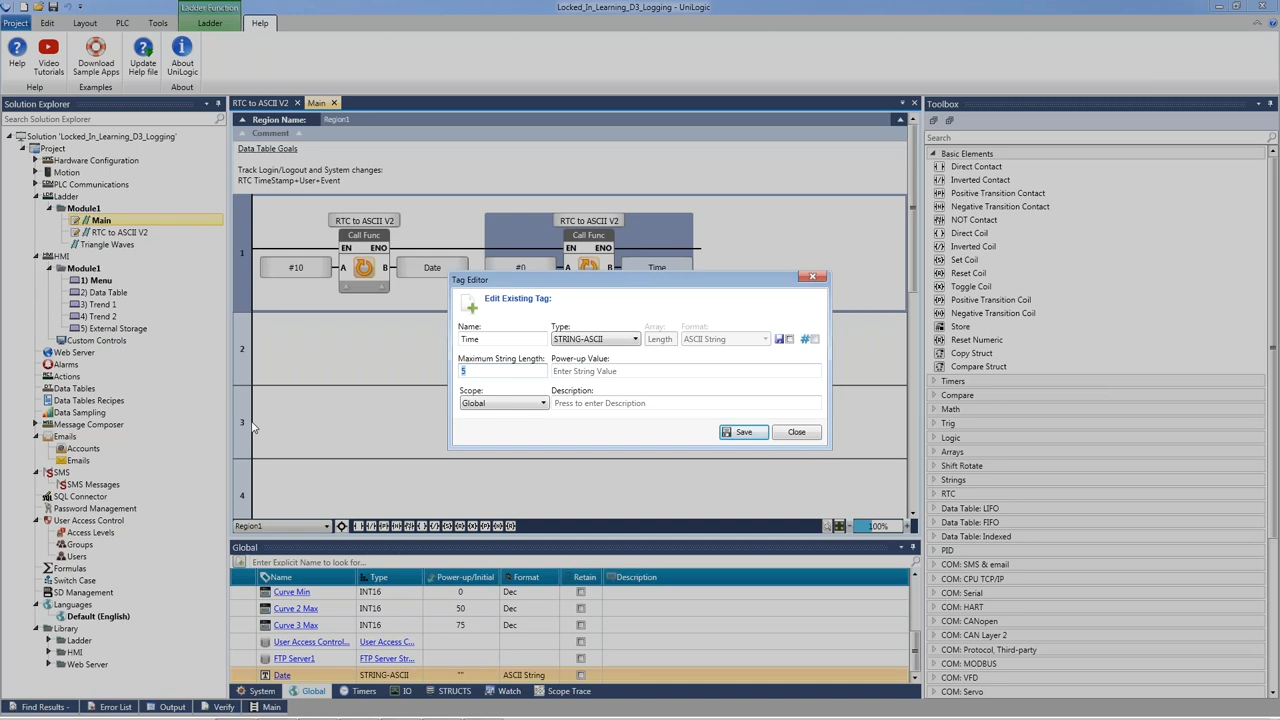 Ladder Function
Locked_In_Learning_D3_Logging - UniLogic
Project
Edit
Layout
PLC
Tools
Ladder
Help
Help
Video Tutorials
Download Sample Apps
Update Help file
About UniLogic
Help
Examples
About
Solution Explorer
Search Solution Explorer
Solution 'Locked_In_Learning_D3_Logging'
Project
Hardware Configuration
Motion
PLC Communications
Ladder
Module1
Main
RTC to ASCII V2
Triangle Waves
HMI
Module1
1) Menu
2) Data Table
3) Trend 1
4) Trend 2
5) External Storage
Custom Controls
Web Server
Alarms
Actions
Data Tables
Data Tables Recipes
Data Sampling
Message Composer
Emails
Accounts
Emails
SMS
SMS Messages
SQL Connector
Password Management
User Access Control
Access Levels
Groups
Users
Formulas
Switch Case
SD Management
Languages
Default (English)
Library
Ladder
HMI
Web Server
RTC to ASCII V2
Main
Region Name: Region1
Comment
Data Table Goals
Track Login/Logout and System changes:
RTC TimeStamp+User+Event
1
RTC to ASCII V2
Call Func
EN ENO
#10 A B Date
RTC to ASCII V2
Call Func
EN ENO
#0 A B Time
2
3
4
Tag Editor
Edit Existing Tag:
Name: Type: Array: Format:
Time STRING-ASCII Length ASCII String #
Maximum String Length: Power-up Value:
5 Enter String Value
Scope: Description:
Global Press to enter Description
Save Close
Region1
100%
Global
Enter Explicit Name to look for...
Name Type Power-up/Initial Format Retain Description
Curve Min INT16 0 Dec
Curve 2 Max INT16 50 Dec
Curve 3 Max INT16 75 Dec
User Access Control... User Access C...
FTP Server1 FTP Server Str...
Date STRING-ASCII "" ASCII String
System Global Timers IO STRUCTS Watch Scope Trace
Toolbox
Search
Basic Elements
Direct Contact
Inverted Contact
Positive Transition Contact
Negative Transition Contact
NOT Contact
Direct Coil
Inverted Coil
Set Coil
Reset Coil
Toggle Coil
Positive Transition Coil
Negative Transition Coil
Store
Reset Numeric
Copy Struct
Compare Struct
Timers
Compare
Math
Trig
Logic
Arrays
Shift Rotate
Strings
RTC
Data Table: LIFO
Data Table: FIFO
Data Table: Indexed
PID
COM: SMS & email
COM: CPU TCP/IP
COM: Serial
COM: HART
COM: CANopen
COM: CAN Layer 2
COM: Protocol, Third-party
COM: MODBUS
COM: VFD
COM: Servo
Find Results -
Error List
Output
Verify
Main